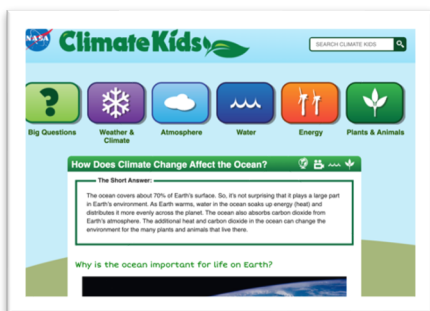 NASA
ClimateKids
SEARCH CLIMATE KIDS
?
Big Questions
Weather &
Climate
Atmosphere
Water
Energy
Plants & Animals
How Does Climate Change Affect the Ocean?
The Short Answer:
The ocean covers about 70% of Earth's surface. So, it's not surprising that it plays a large part
in Earth's environment. As Earth warms, water in the ocean soaks up energy (heat) and
distributes it more evenly across the planet. The ocean also absorbs carbon dioxide from
Earth's atmosphere. The additional heat and carbon dioxide in the ocean can change the
environment for the many plants and animals that live there.
Why is the ocean important for life on Earth?